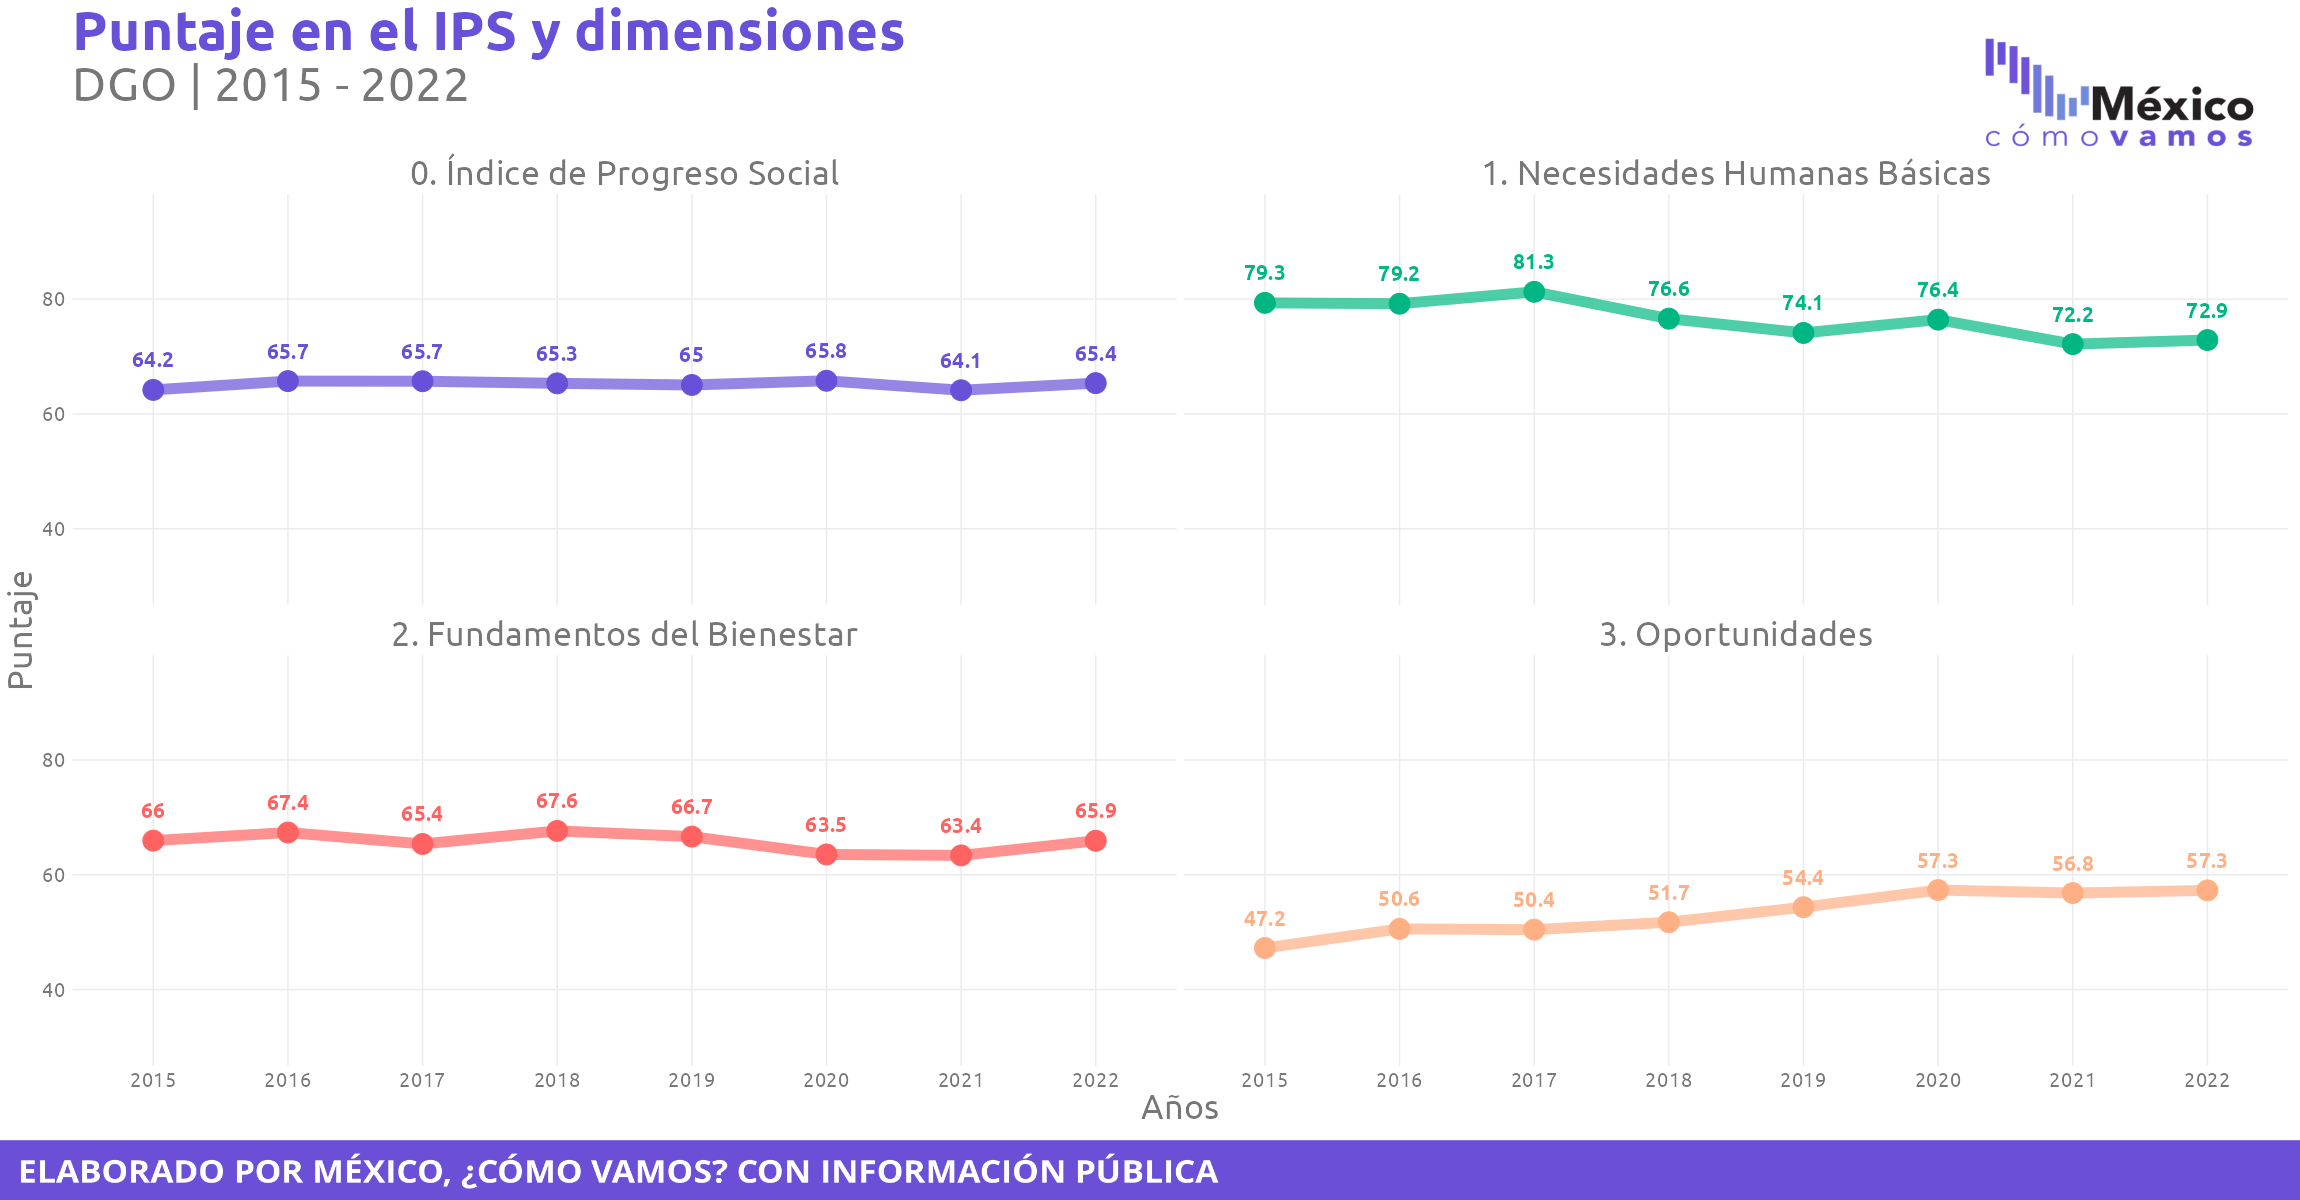 Puntaje en el IPS y dimensiones
DGO | 2015 - 2022
México
cómovamos
0. Índice de Progreso Social
1. Necesidades Humanas Básicas
80
60
40
64.2
65.7
65.7
65.3
65
65.8
64.1
65.4
79.3
79.2
81.3
76.6
74.1
76.4
72.2
72.9
Puntaje
2. Fundamentos del Bienestar
3. Oportunidades
80
60
40
66
67.4
65.4
67.6
66.7
63.5
63.4
65.9
47.2
50.6
50.4
51.7
54.4
57.3
56.8
57.3
2015 2016 2017 2018 2019 2020 2021 2022
2015 2016 2017 2018 2019 2020 2021 2022
Años
ELABORADO POR MÉXICO, ¿CÓMO VAMOS? CON INFORMACIÓN PÚBLICA